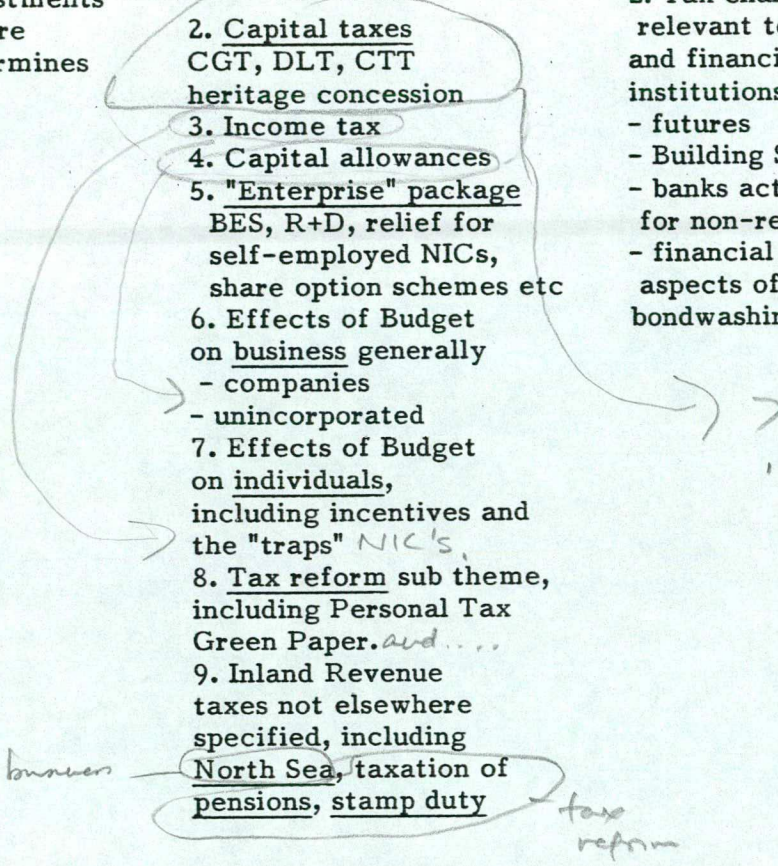 stments
re
rmines
2. Capital taxes
CGT, DLT, CTT
heritage concession
3. Income tax
4. Capital allowances
5. "Enterprise" package
BES, R+D, relief for
self-employed NICs,
share option schemes etc
6. Effects of Budget
on business generally
- companies
- unincorporated
7. Effects of Budget
on individuals,
including incentives and
the "traps" NIC's,
8. Tax reform sub theme,
including Personal Tax
Green Paper. and ....
9. Inland Revenue
taxes not elsewhere
specified, including
North Sea, taxation of
pensions, stamp duty
business
tax
reform
relevant to
and financi
institutions
- futures
- Building S
- banks act
for non-re
- financial
aspects of
bondwashin